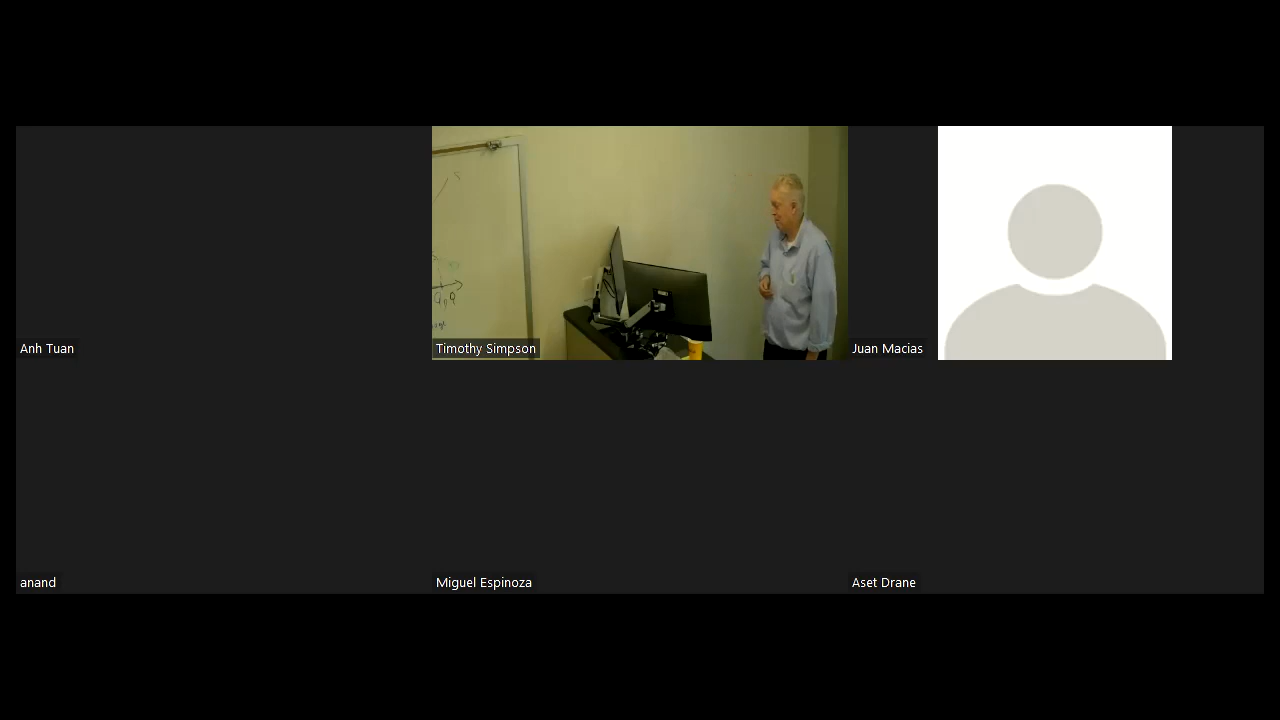 Anh Tuan
Timothy Simpson
Juan Macias
anand
Miguel Espinoza
Aset Drane